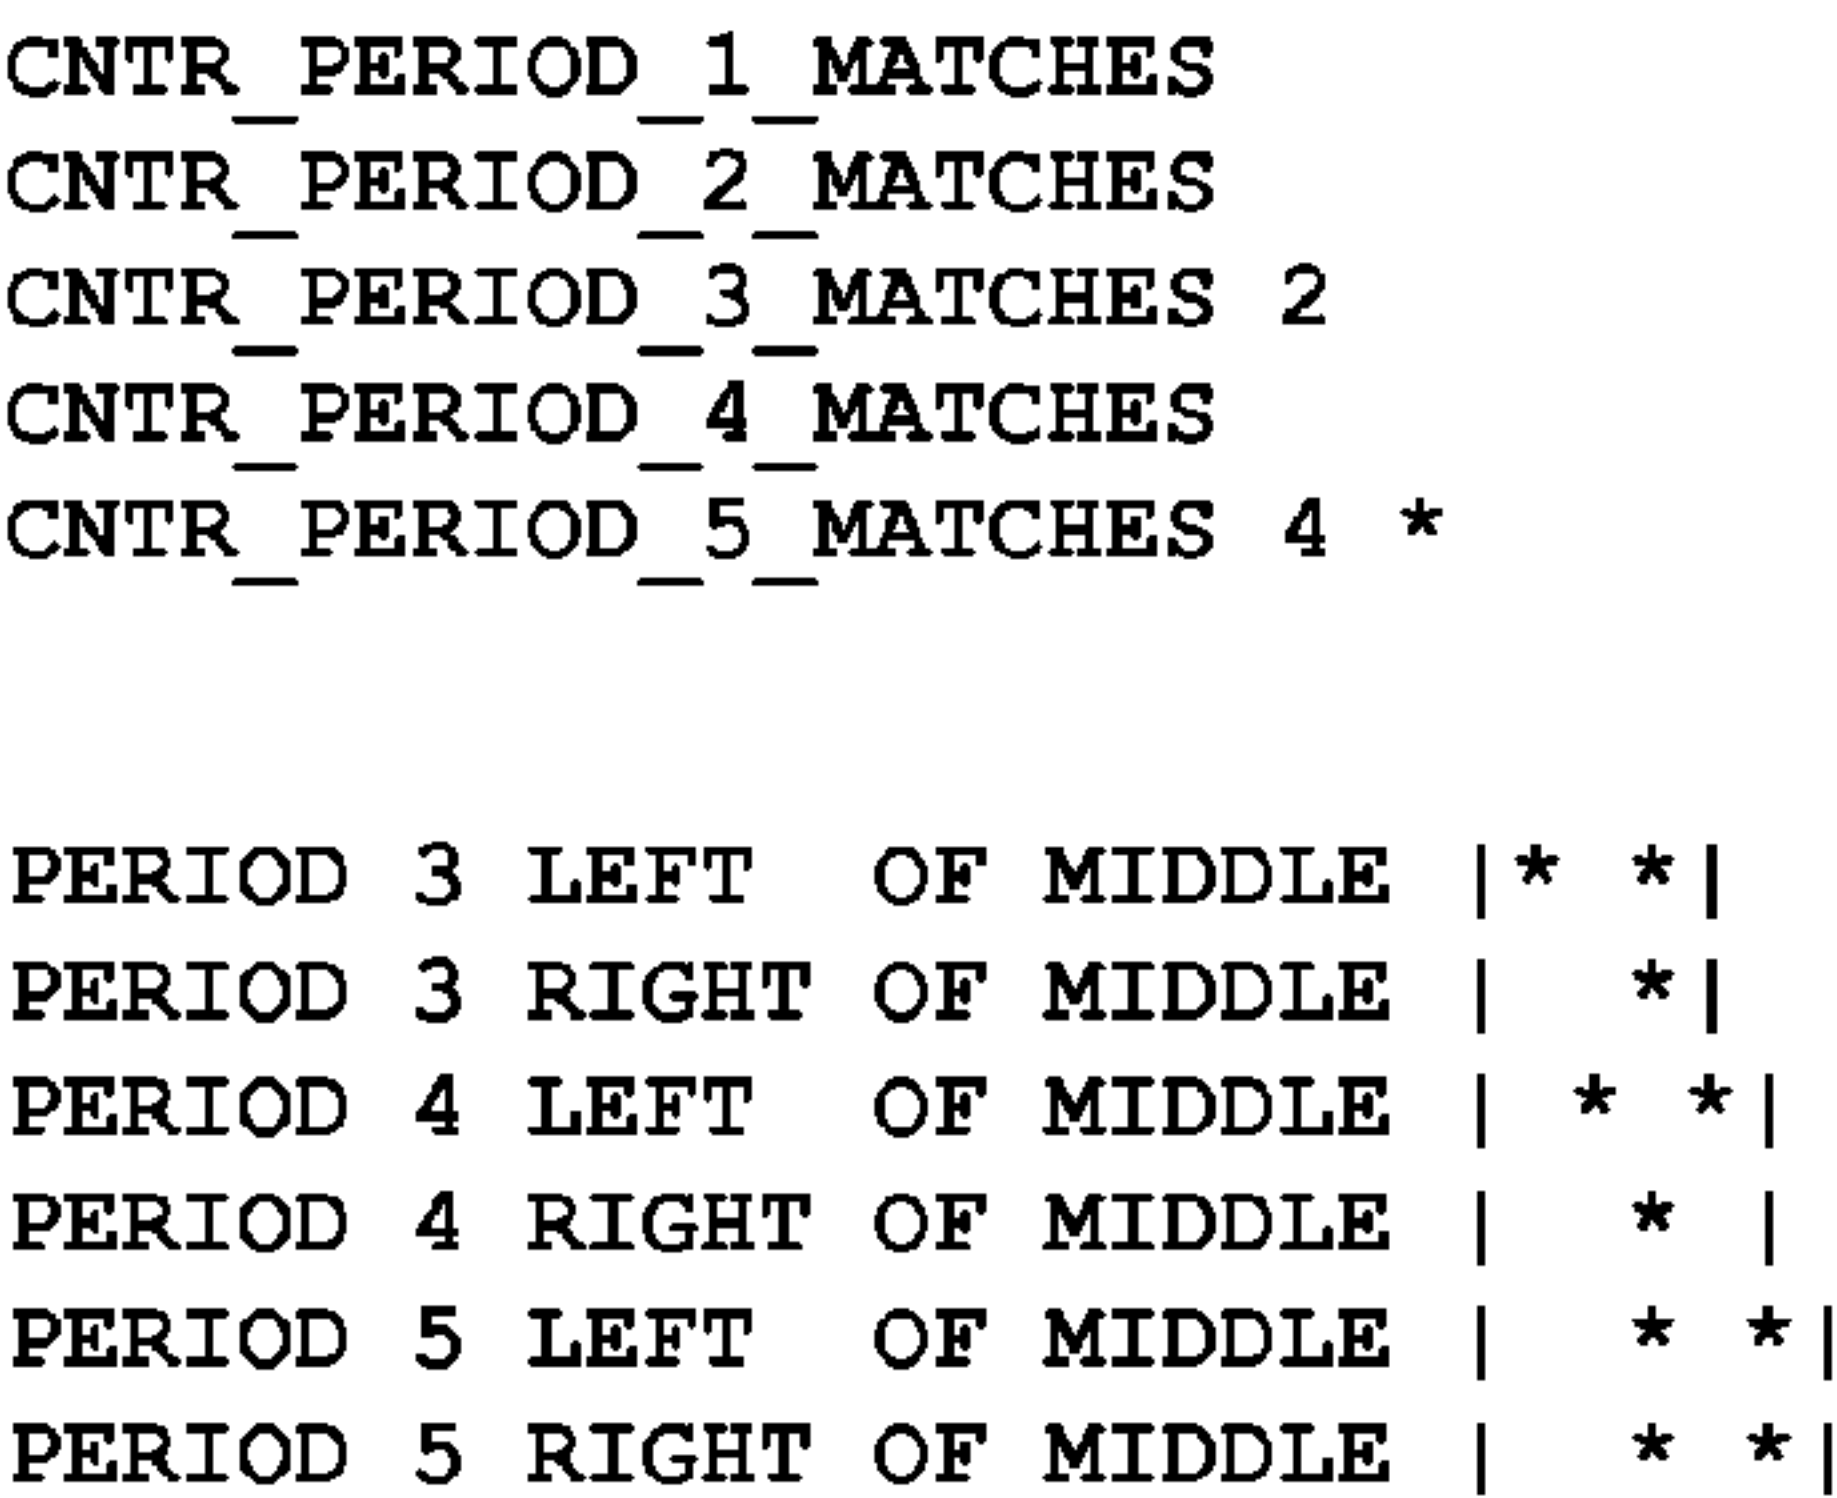 CNTR_PERIOD_1_MATCHES
CNTR_PERIOD_2_MATCHES
CNTR_PERIOD_3_MATCHES 2
CNTR_PERIOD_4_MATCHES
CNTR_PERIOD_5_MATCHES 4 *
PERIOD 3 LEFT  OF MIDDLE |* *|
PERIOD 3 RIGHT OF MIDDLE |  *|
PERIOD 4 LEFT  OF MIDDLE | * *|
PERIOD 4 RIGHT OF MIDDLE |  * |
PERIOD 5 LEFT  OF MIDDLE |  * *|
PERIOD 5 RIGHT OF MIDDLE |  * *|